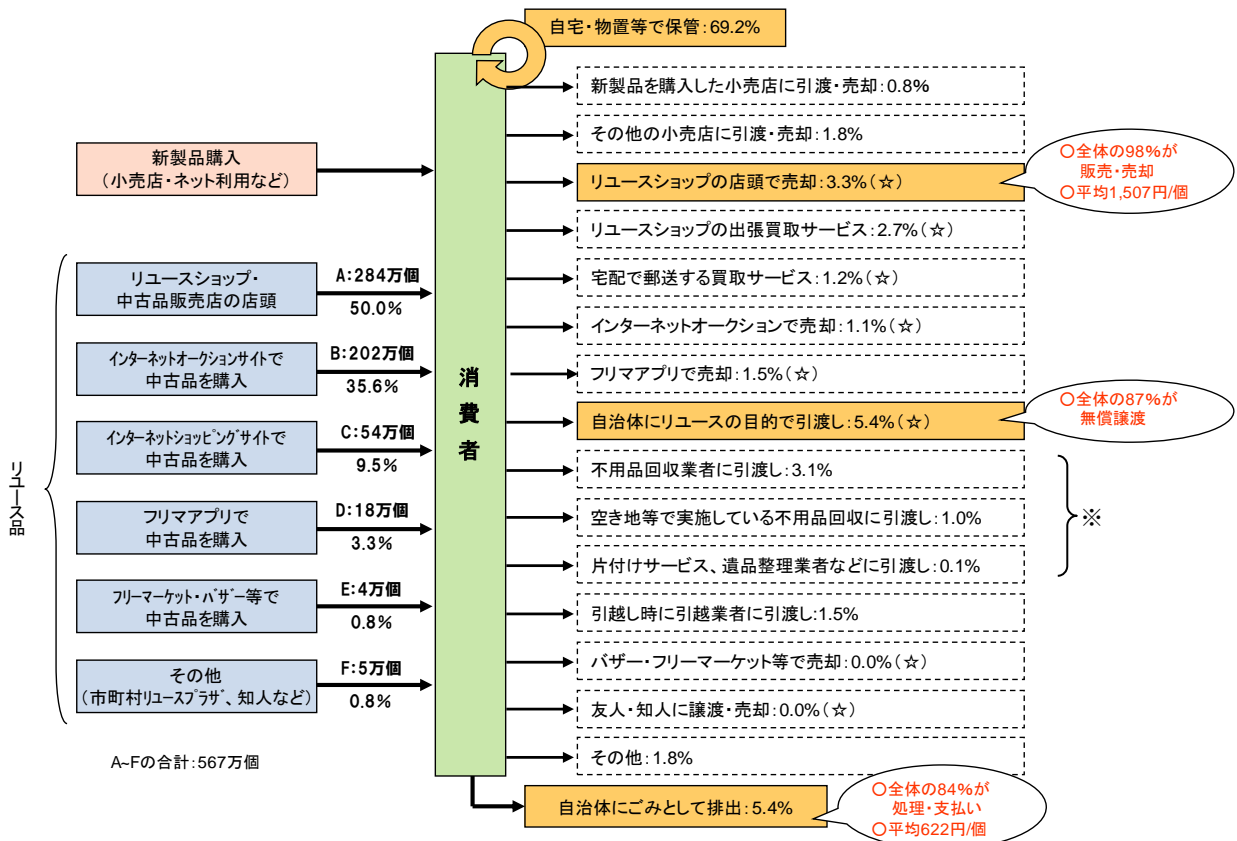 自宅・物置等で保管:69.2%
新製品を購入した小売店に引渡・売却:0.8%
その他の小売店に引渡・売却:1.8%
リユースショップの店頭で売却:3.3%(☆)
○全体の98%が
販売・売却
○平均1,507円/個
リユースショップの出張買取サービス:2.7%(☆)
宅配で郵送する買取サービス:1.2%(☆)
インターネットオークションで売却:1.1%(☆)
フリマアプリで売却:1.5%(☆)
自治体にリユースの目的で引渡し:5.4%(☆)
○全体の87%が
無償譲渡
不用品回収業者に引渡し:3.1%
空き地等で実施している不用品回収に引渡し:1.0%
片付けサービス、遺品整理業者などに引渡し:0.1%
※
引越し時に引越業者に引渡し:1.5%
バザー・フリーマーケット等で売却:0.0%(☆)
友人・知人に譲渡・売却:0.0%(☆)
その他:1.8%
自治体にごみとして排出:5.4%
○全体の84%が
処理・支払い
○平均622円/個
消費者
新製品購入
(小売店・ネット利用など)
リユース品
リユースショップ・
中古品販売店の店頭
A:284万個
50.0%
インターネットオークションサイトで
中古品を購入
B:202万個
35.6%
インターネットショッピングサイトで
中古品を購入
C:54万個
9.5%
フリマアプリで
中古品を購入
D:18万個
3.3%
フリーマーケット・バザー等で
中古品を購入
E:4万個
0.8%
その他
(市町村リユースプラザ、知人など)
F:5万個
0.8%
A~Fの合計:567万個